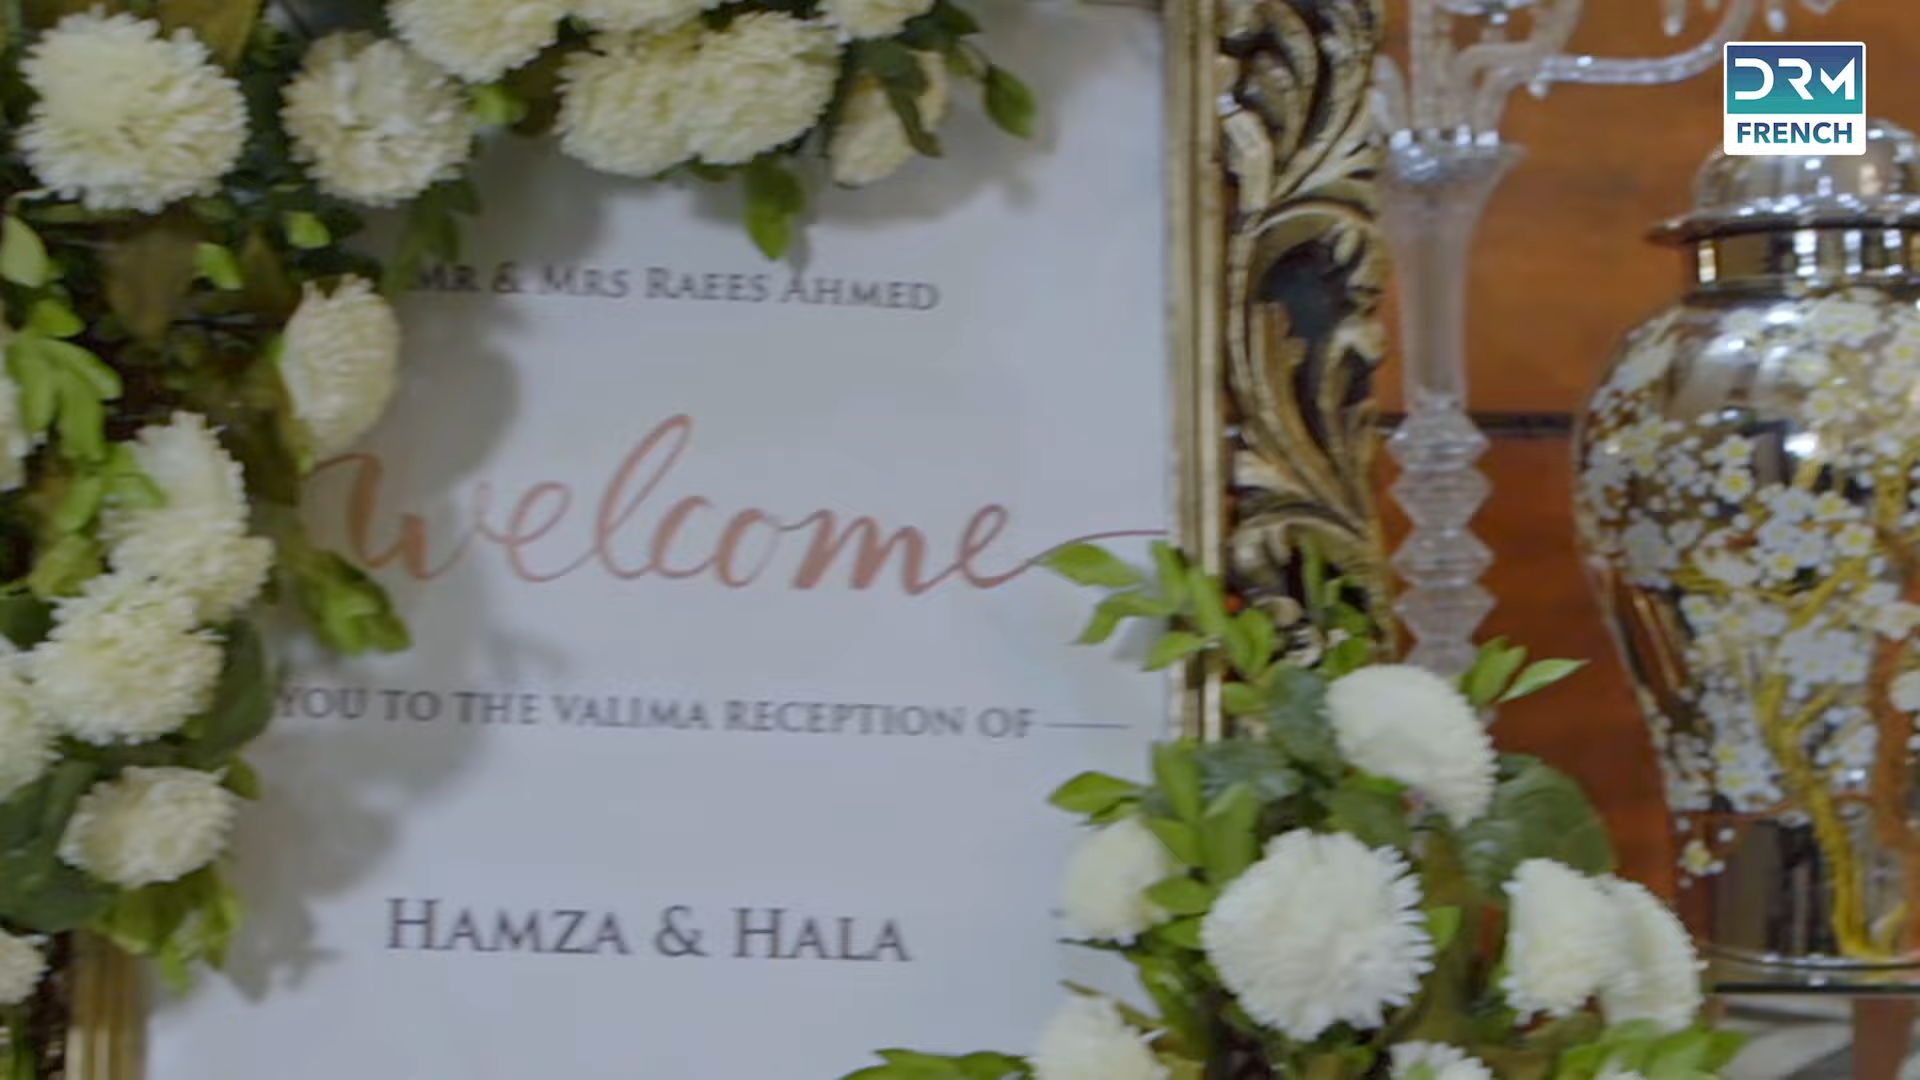 DRM
FRENCH
MR & MRS RAEES AHMED
welcome
YOU TO THE VALIMA RECEPTION OF
HAMZA & HALA